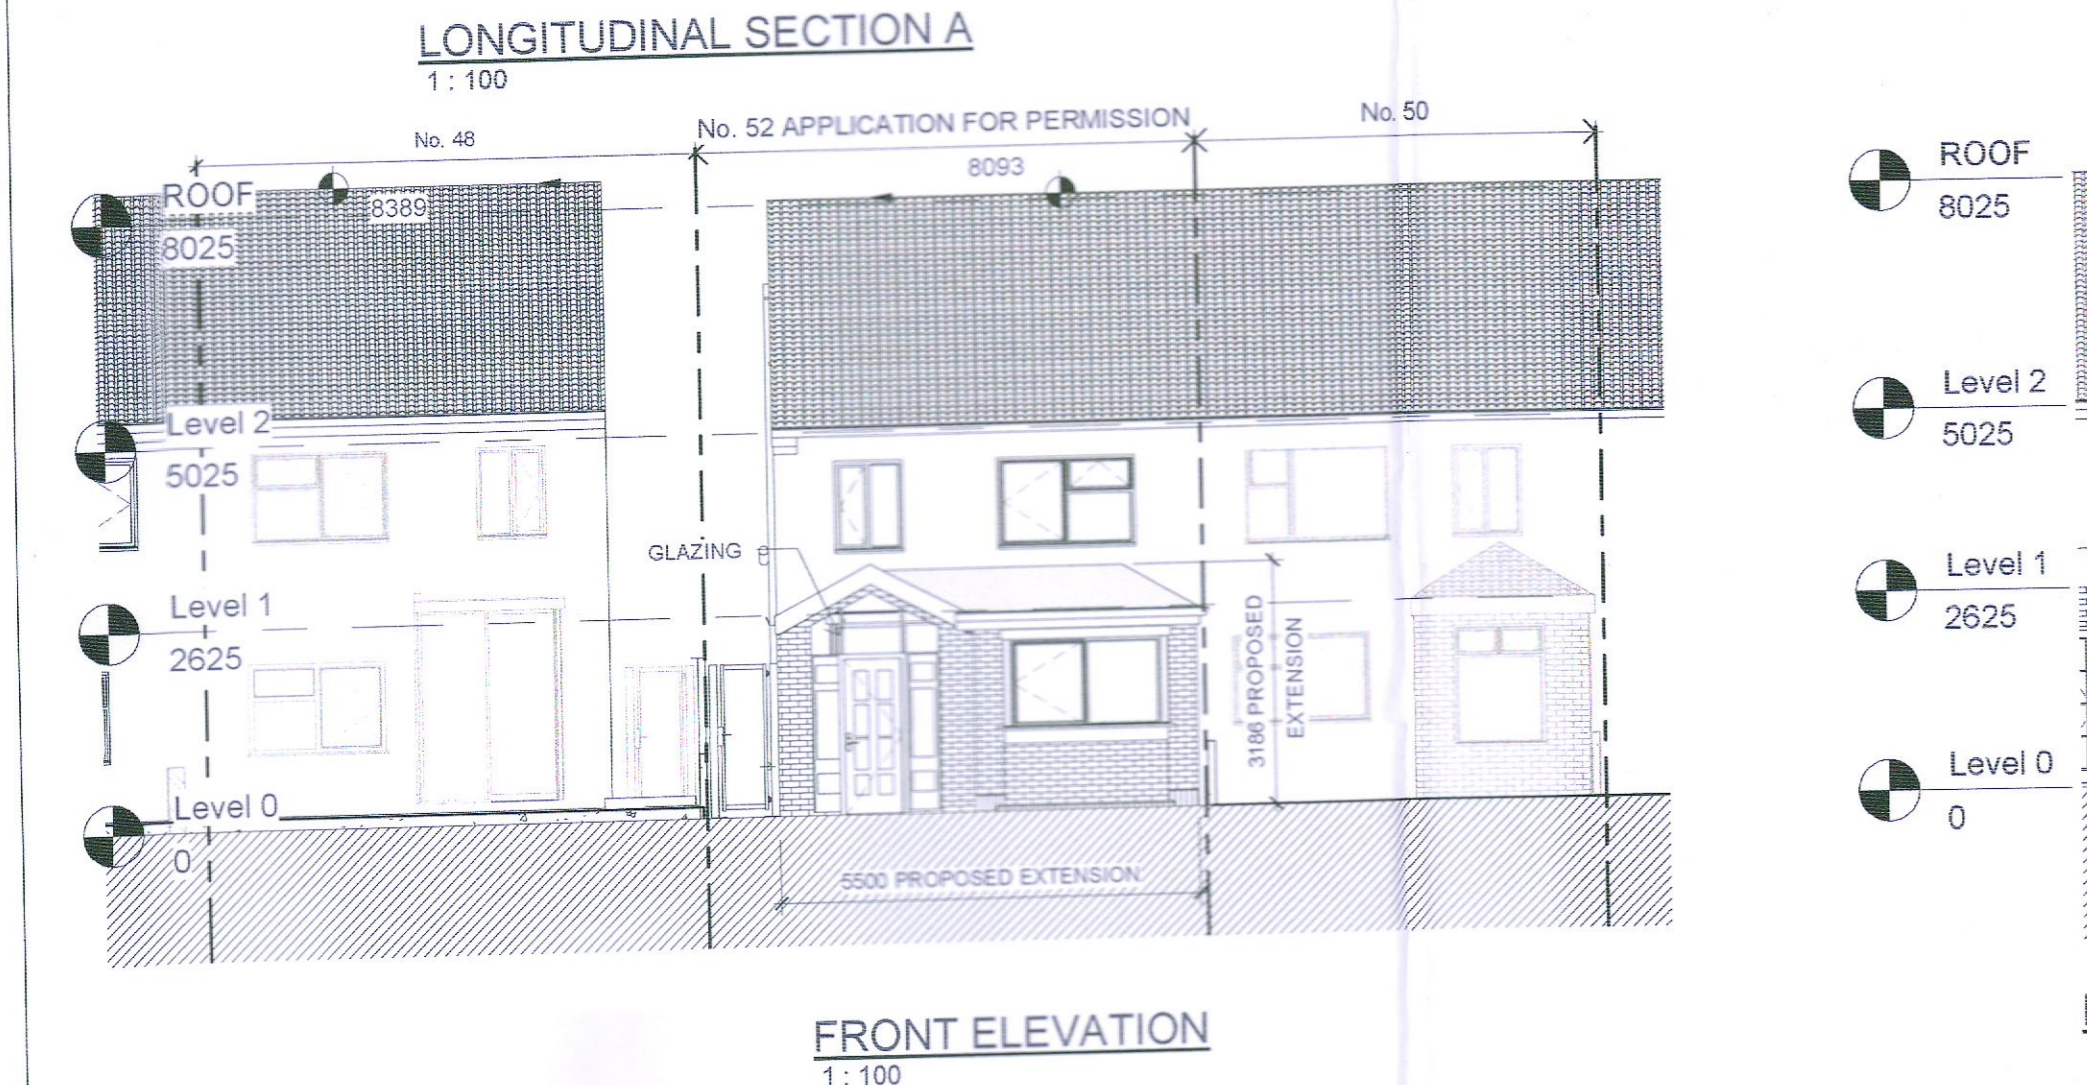 LONGITUDINAL SECTION A
1 : 100
No. 48
No. 52 APPLICATION FOR PERMISSION
No. 50
8093
ROOF
8025
8389
ROOF
8025
Level 2
5025
Level 2
5025
GLAZING
Level 1
2625
Level 1
2625
3186 PROPOSED
EXTENSION
Level 0
0
Level 0
0
5500 PROPOSED EXTENSION
FRONT ELEVATION
1 : 100